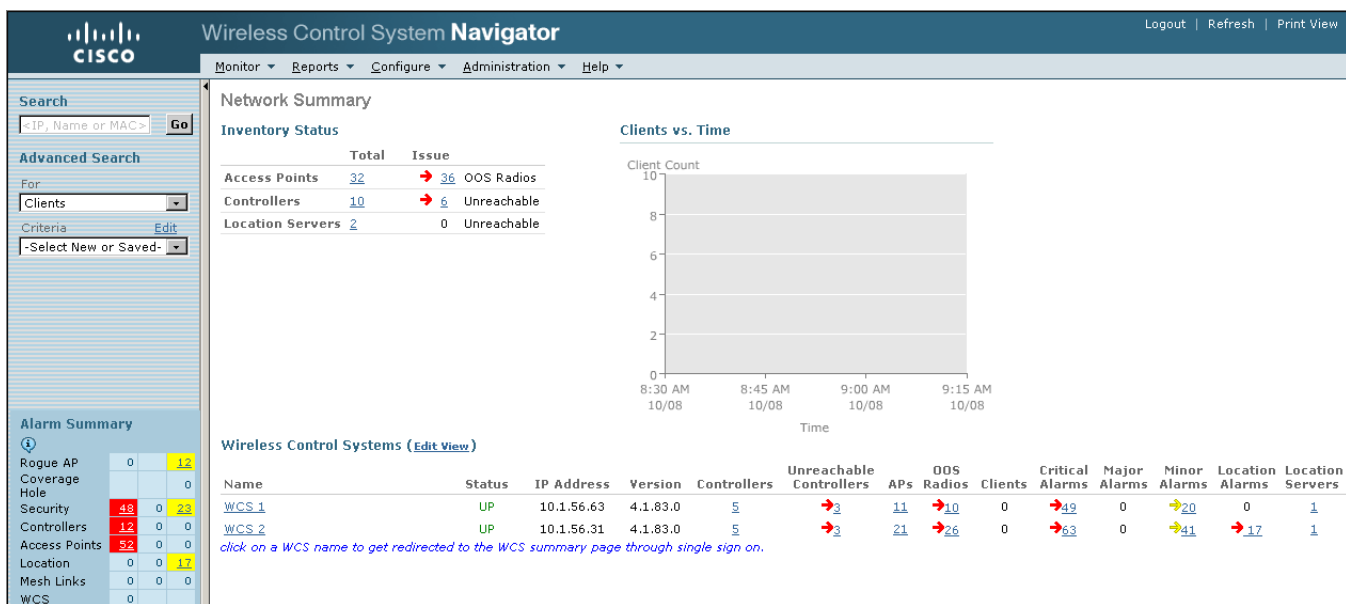 Logout | Refresh | Print View
CISCO
Wireless Control System Navigator
Monitor Reports Configure Administration Help
Search
<IP, Name or MAC> Go
Advanced Search
For
Clients
Criteria Edit
-Select New or Saved-
Network Summary
Inventory Status
Total Issue
Access Points 32 36 OOS Radios
Controllers 10 6 Unreachable
Location Servers 2 0 Unreachable
Clients vs. Time
Client Count
10
8
6
4
2
0
8:30 AM 8:45 AM 9:00 AM 9:15 AM
10/08 10/08 10/08 10/08
Time
Alarm Summary
Rogue AP 0 12
Coverage Hole 0
Security 48 0 23
Controllers 12 0 0
Access Points 52 0 0
Location 0 0 17
Mesh Links 0 0 0
WCS 0
Wireless Control Systems (Edit View)
Name Status IP Address Version Controllers Unreachable Controllers APs OOS Radios Clients Critical Alarms Major Alarms Minor Alarms Location Alarms Location Servers
WCS 1 UP 10.1.56.63 4.1.83.0 5 3 11 10 0 49 0 20 0 1
WCS 2 UP 10.1.56.31 4.1.83.0 5 3 21 26 0 63 0 41 17 1
click on a WCS name to get redirected to the WCS summary page through single sign on.